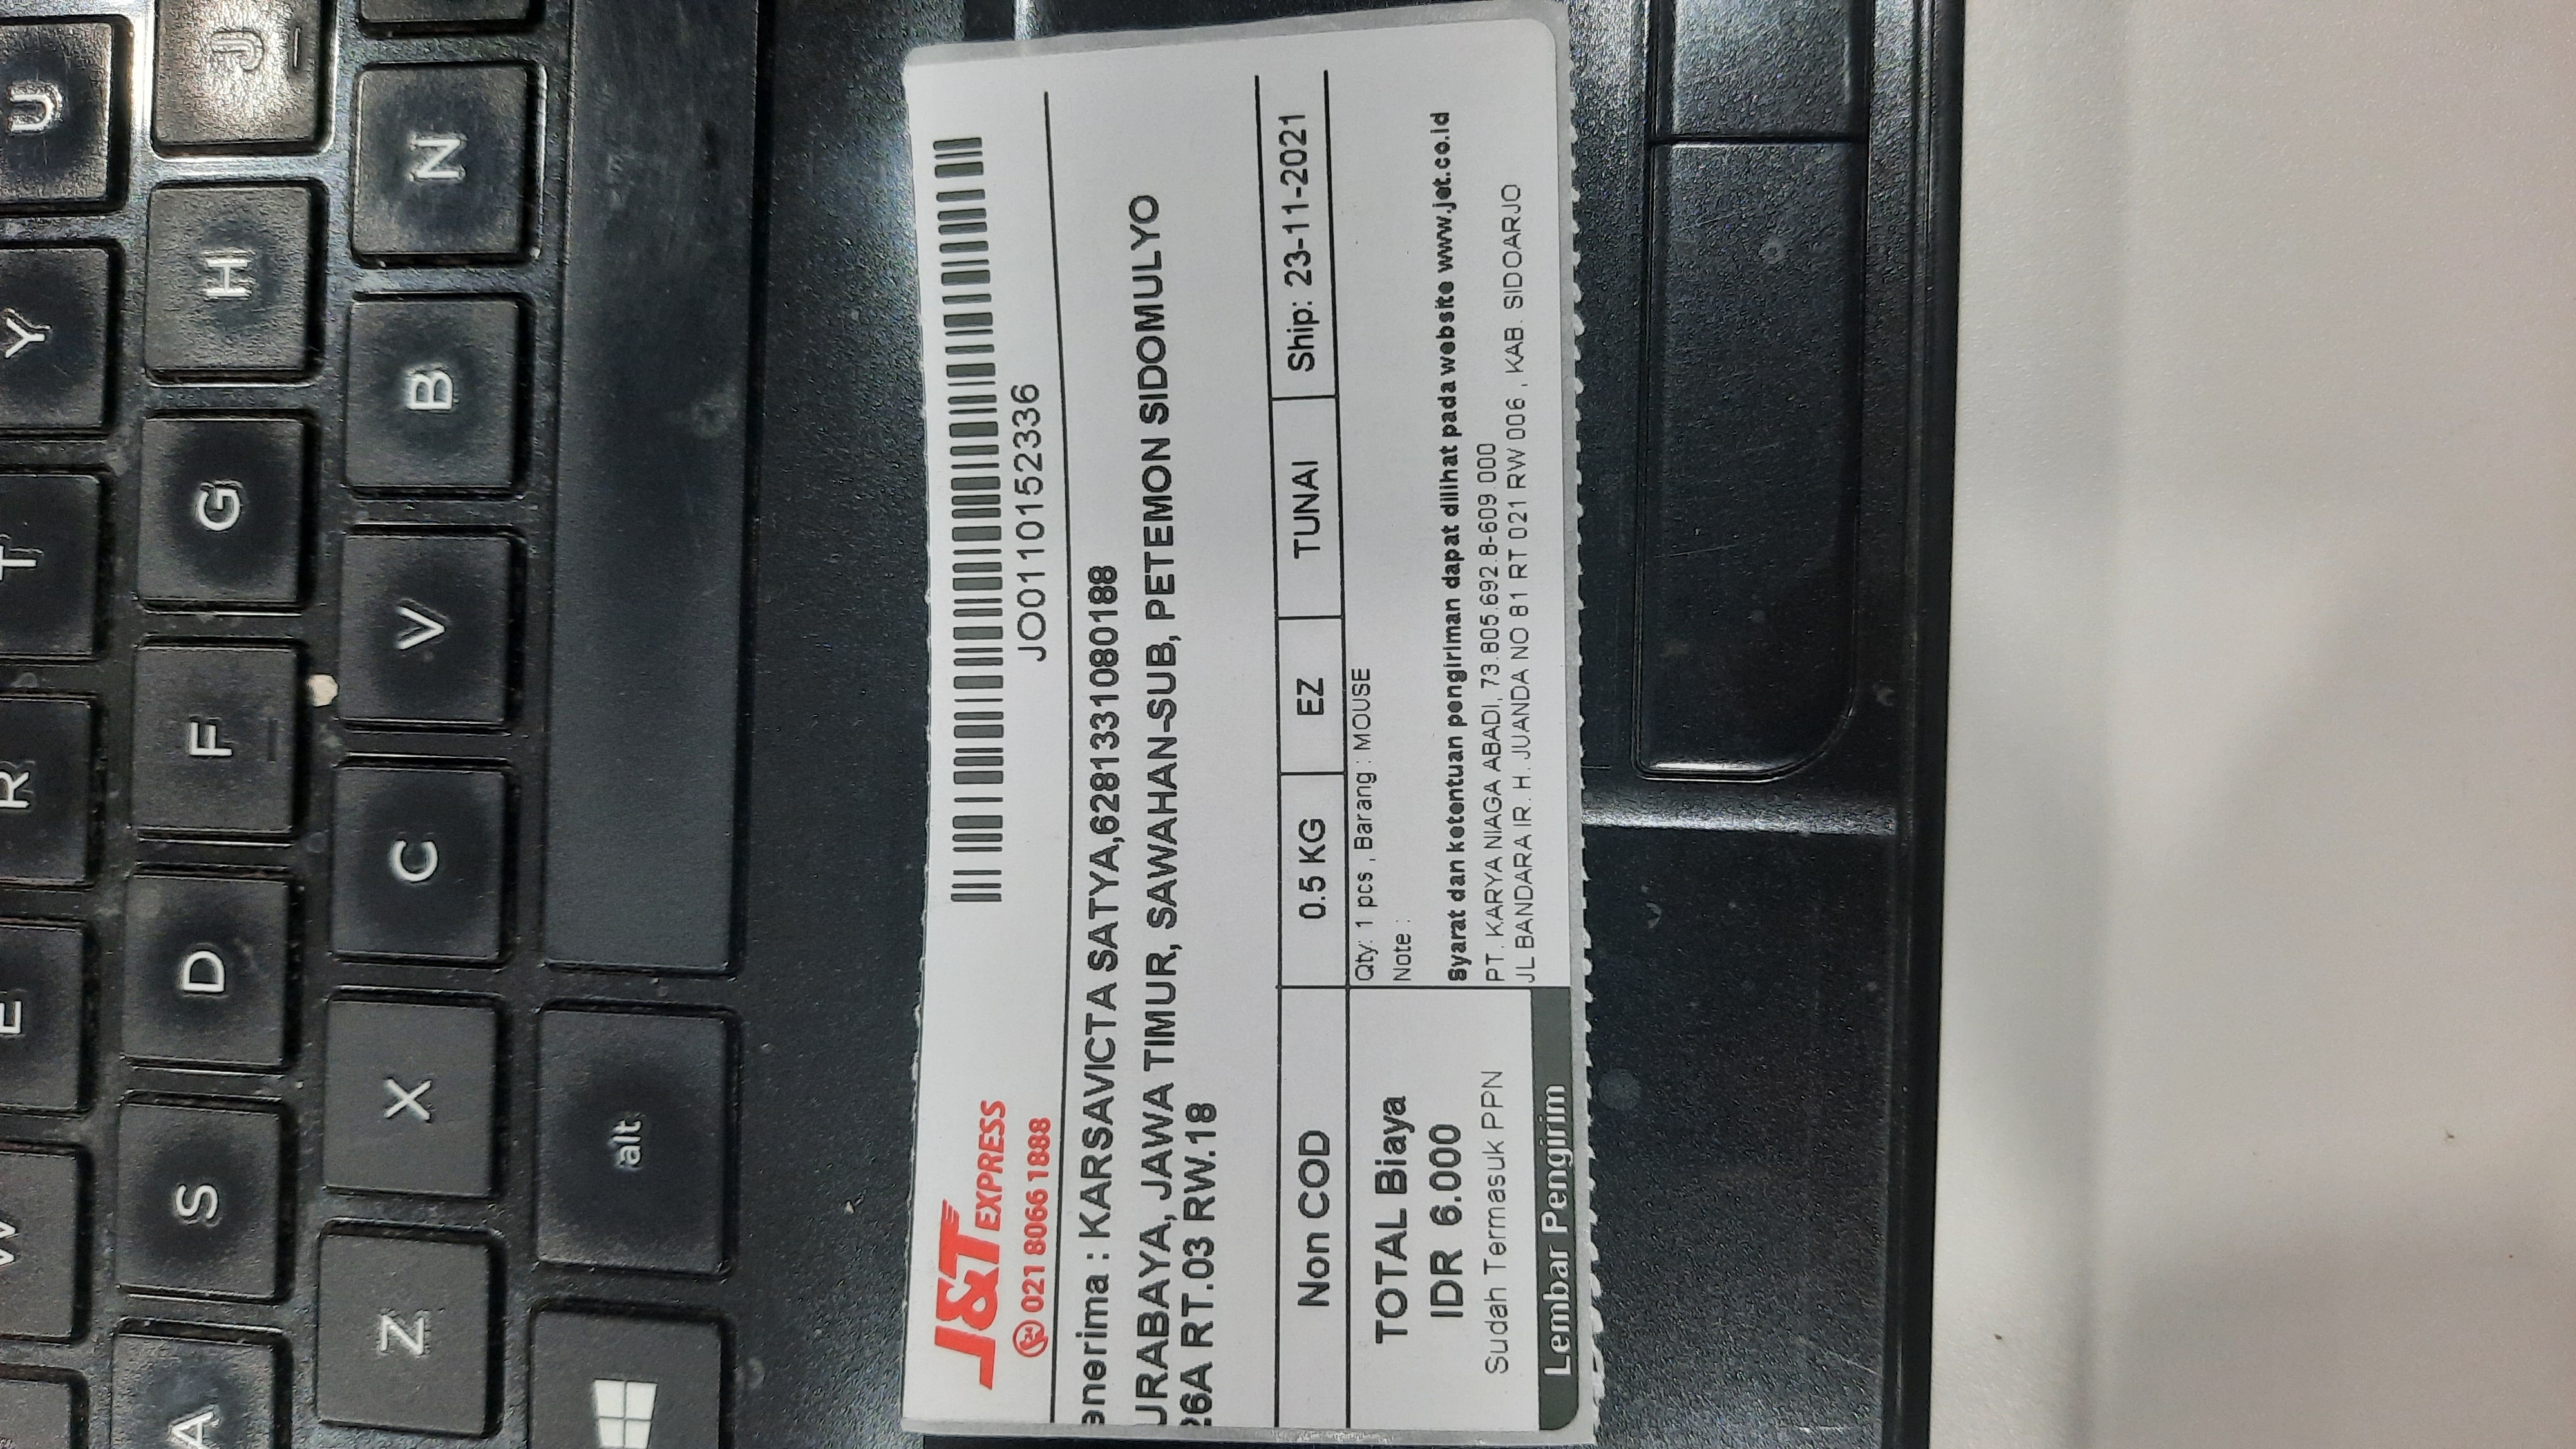 W E R T Y U
A S D F G H J
Z X C V B N
alt
J&T EXPRESS
021 8066 1888
JO0110152336
enerima : KARSAVICTA SATYA,6281331080188
URABAYA, JAWA TIMUR, SAWAHAN-SUB, PETEMON SIDOMULYO
26A RT.03 RW.18
Non COD
0.5 KG
EZ
TUNAI
Ship: 23-11-2021
TOTAL Biaya
IDR 6.000
Sudah Termasuk PPN
Lembar Pengirim
Qty: 1 pcs , Barang : MOUSE
Note :
Syarat dan ketentuan pengiriman dapat dilihat pada website www.jet.co.id
PT. KARYA NIAGA ABADI, 73.805.692.8-609.000
JL BANDARA IR. H. JUANDA NO 81 RT 021 RW 006 , KAB. SIDOARJO